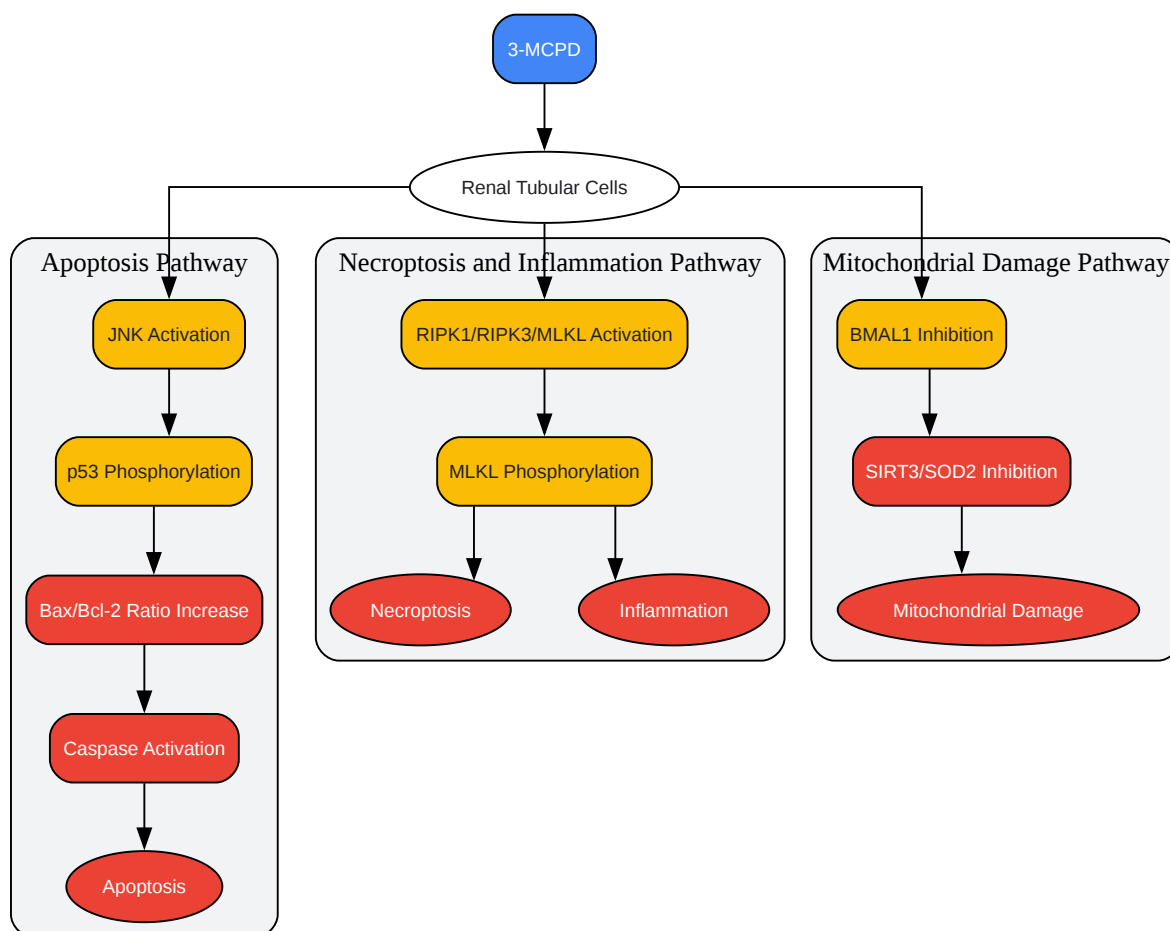 3-MCPD
Renal Tubular Cells
Apoptosis Pathway
JNK Activation
p53 Phosphorylation
Bax/Bcl-2 Ratio Increase
Caspase Activation
Apoptosis
Necroptosis and Inflammation Pathway
RIPK1/RIPK3/MLKL Activation
MLKL Phosphorylation
Necroptosis
Inflammation
Mitochondrial Damage Pathway
BMAL1 Inhibition
SIRT3/SOD2 Inhibition
Mitochondrial Damage